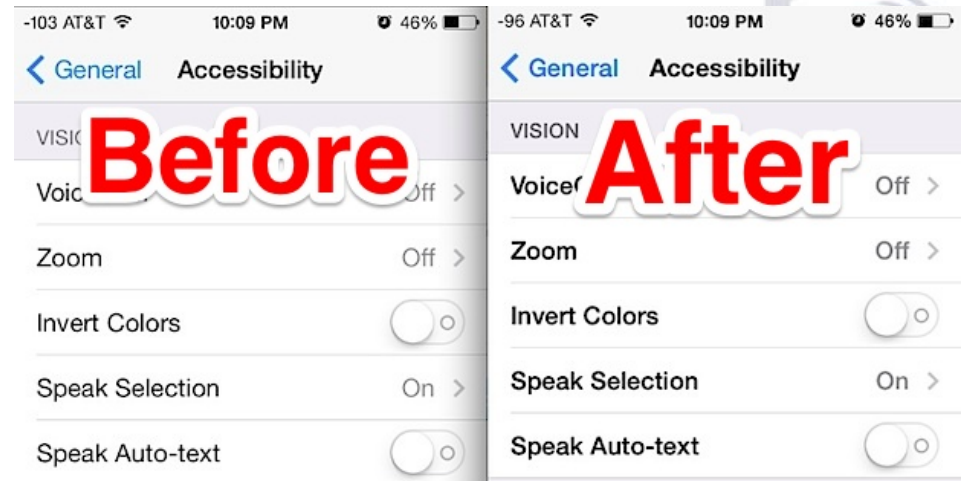 -103 AT&T 10:09 PM 46%
General Accessibility
Before
Zoom Off
Invert Colors
Speak Selection On
Speak Auto-text
-96 AT&T 10:09 PM 46%
General Accessibility
VISION
After
Off
Zoom Off
Invert Colors
Speak Selection On
Speak Auto-text